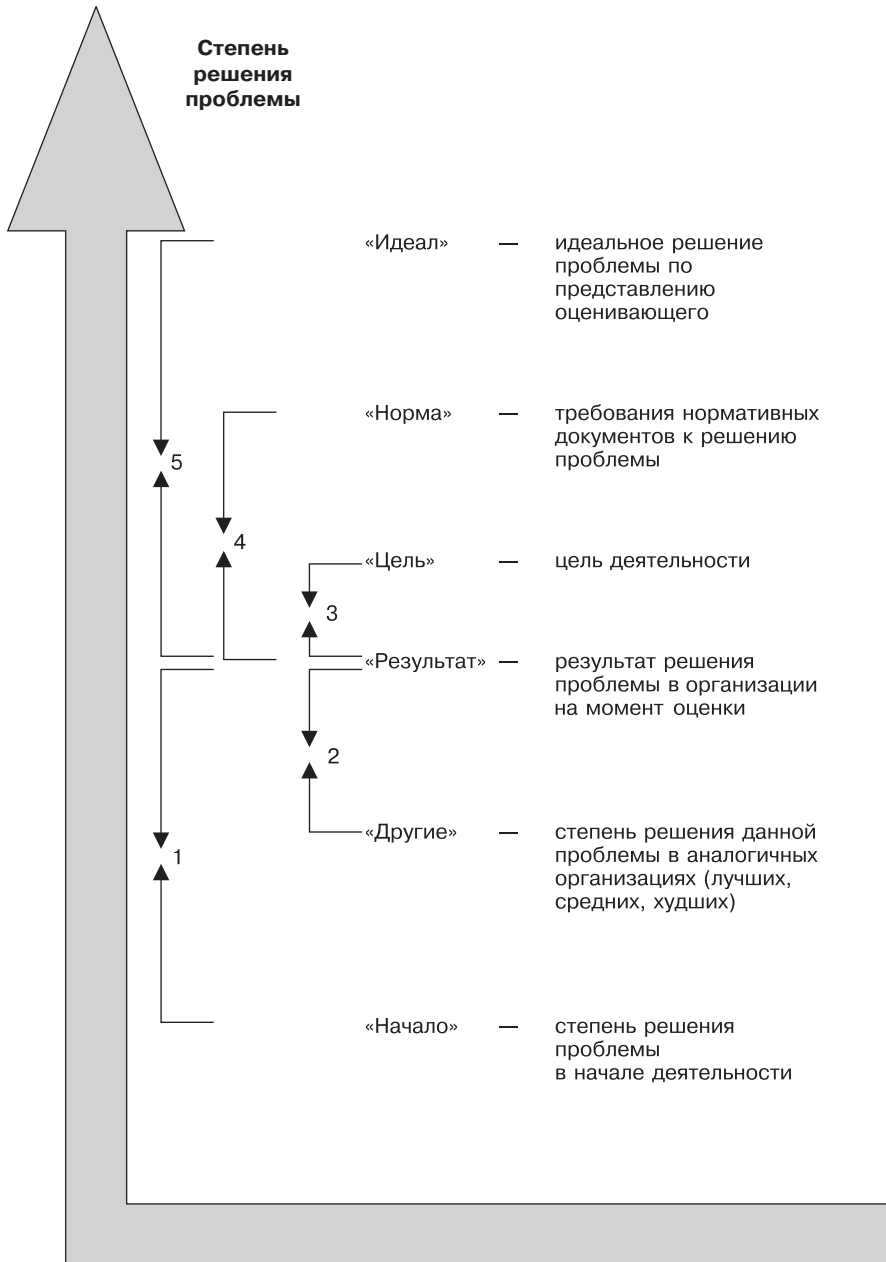 Степень
решения
проблемы
«Идеал» — идеальное решение
проблемы по
представлению
оценивающего
«Норма» — требования нормативных
документов к решению
проблемы
5
4
«Цель» — цель деятельности
3
«Результат» — результат решения
проблемы в организации
на момент оценки
2
«Другие» — степень решения данной
проблемы в аналогичных
организациях (лучших,
средних, худших)
1
«Начало» — степень решения
проблемы
в начале деятельности